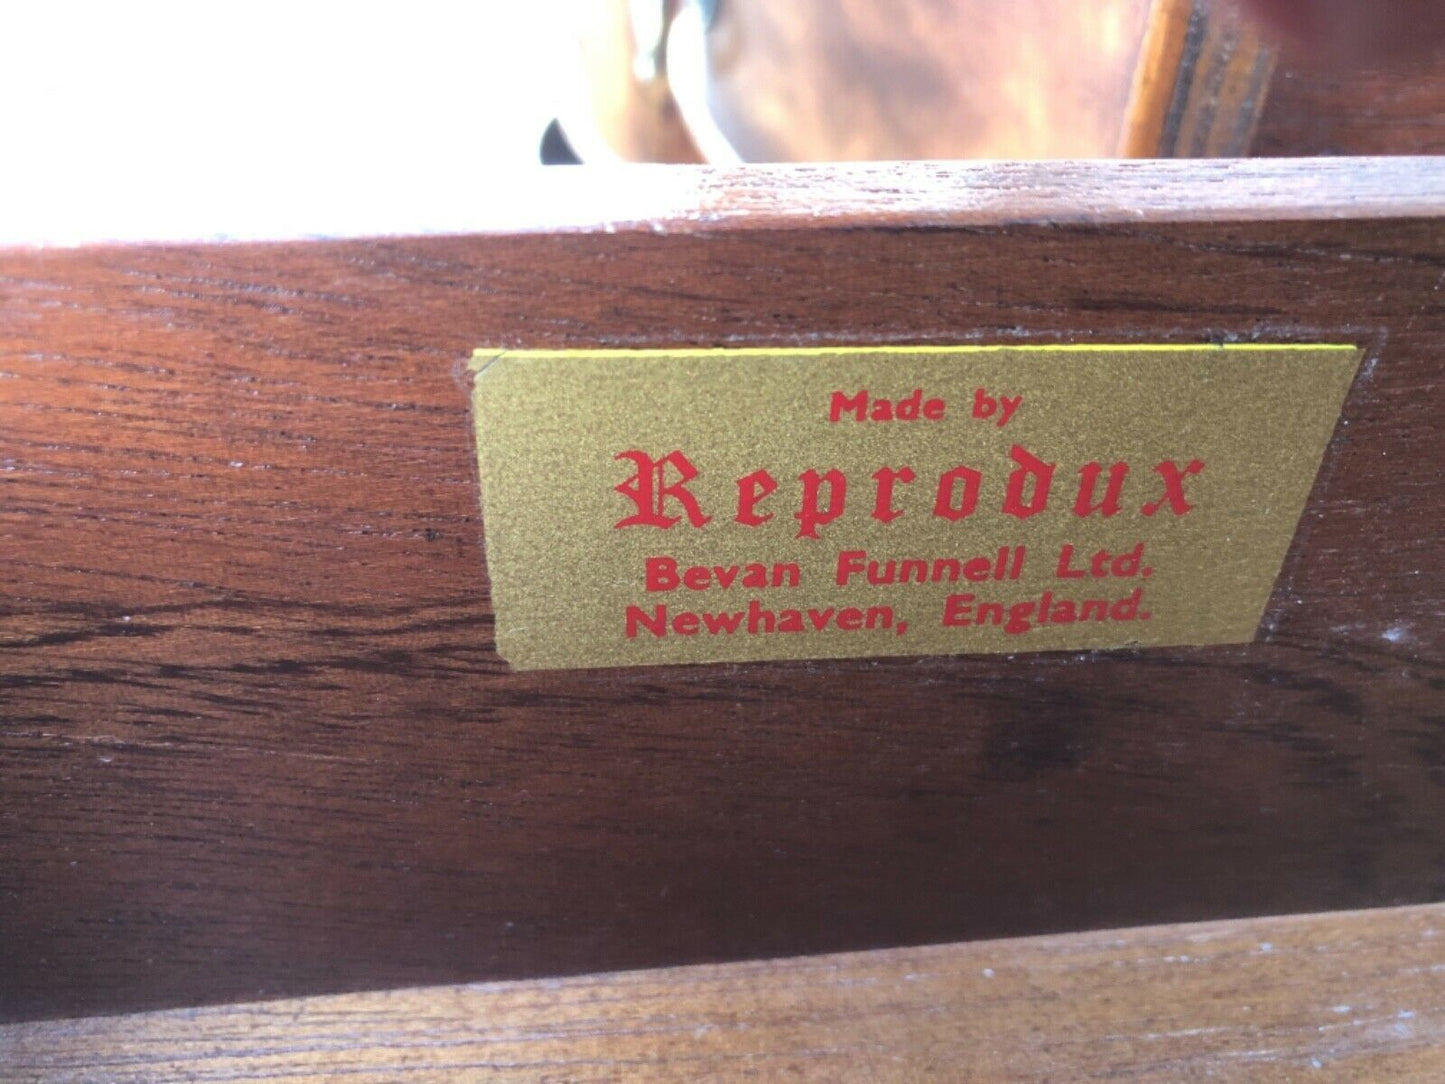 Made by
Reprodux
Bevan Funnell Ltd.
Newhaven, England.